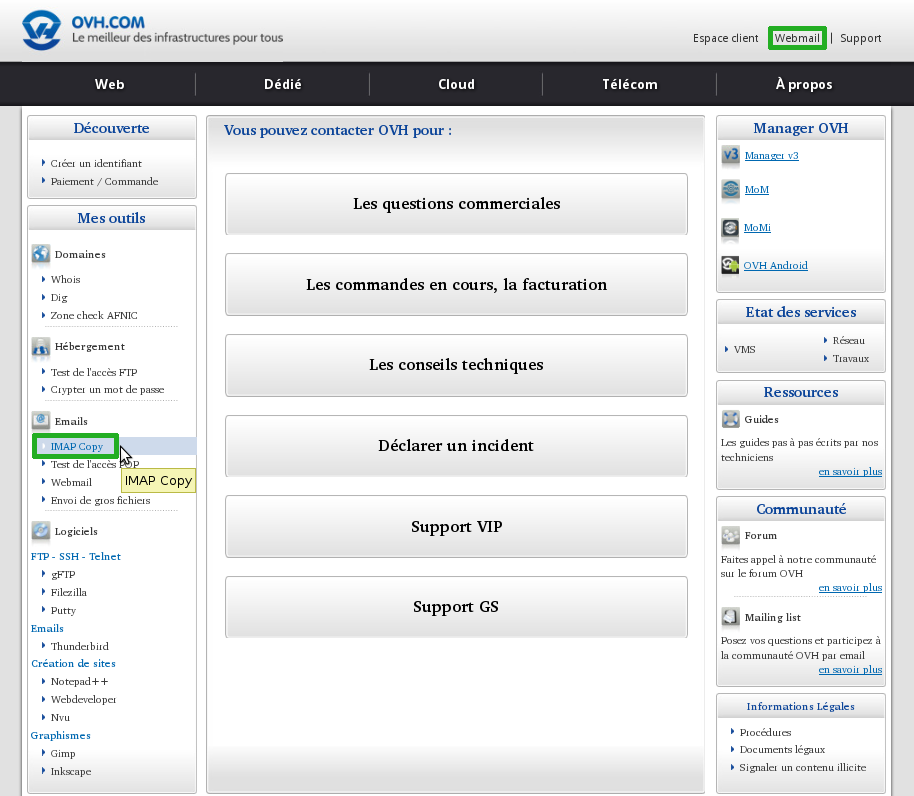 OVH.COM
Le meilleur des infrastructures pour tous
Espace client Webmail | Support
Web Dédié Cloud Télécom À propos
Découverte
Créer un identifiant
Paiement / Commande
Mes outils
Domaines
Whois
Dig
Zone check AFNIC
Hébergement
Test de l'accès FTP
Crypter un mot de passe
Emails
IMAP Copy
Test de l'accès POP
IMAP Copy
Webmail
Envoi de gros fichiers
Logiciels
FTP - SSH - Telnet
gFTP
Filezilla
Putty
Emails
Thunderbird
Création de sites
Notepad++
Webdeveloper
Nvu
Graphismes
Gimp
Inkscape
Vous pouvez contacter OVH pour :
Les questions commerciales
Les commandes en cours, la facturation
Les conseils techniques
Déclarer un incident
Support VIP
Support GS
Manager OVH
v3 Manager v3
MoM
MoMi
OVH Android
Etat des services
VMS
Réseau
Travaux
Ressources
Guides
Les guides pas à pas écrits par nos
techniciens
en savoir plus
Communauté
Forum
Faites appel à notre communauté
sur le forum OVH
en savoir plus
Mailing list
Posez vos questions et participez à
la communauté OVH par email
en savoir plus
Informations Légales
Procédures
Documents légaux
Signaler un contenu illicite